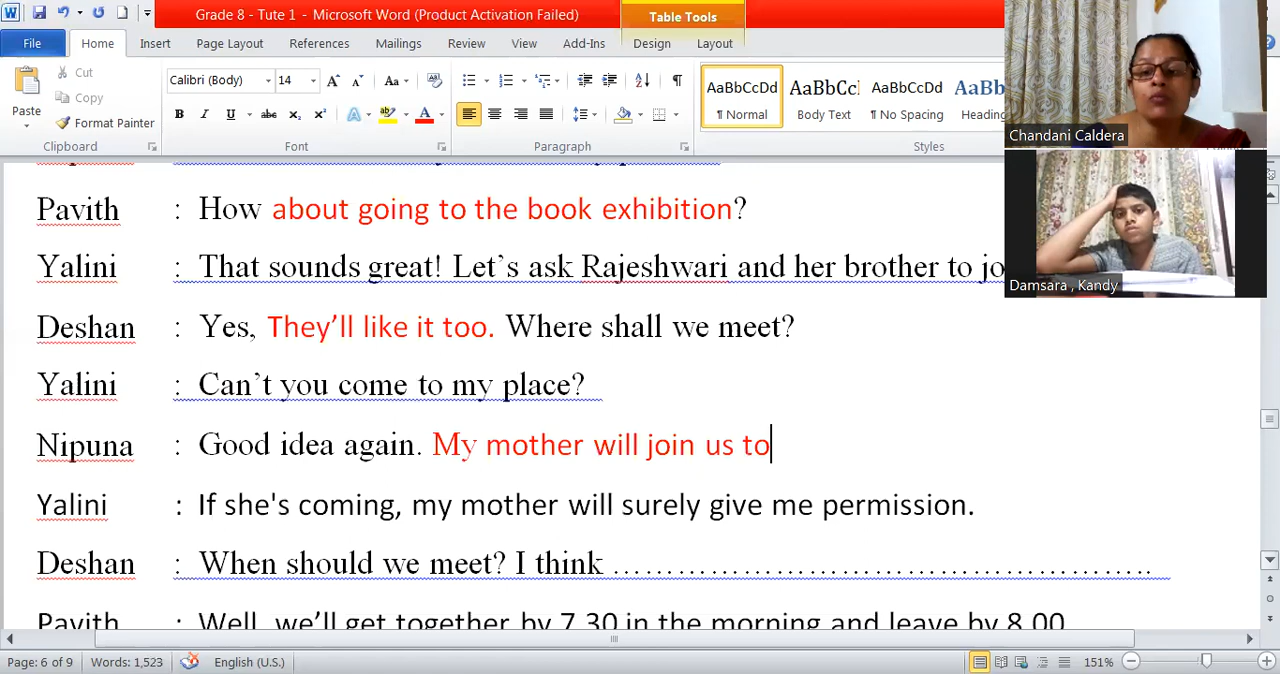 Grade 8 - Tute 1 - Microsoft Word (Product Activation Failed)
Table Tools
File Home Insert Page Layout References Mailings Review View Add-Ins Design Layout
Cut
Copy
Format Painter
Paste
Calibri (Body) 14
AaBbCcDd AaBbCcI AaBbCcDd AaBbC
¶ Normal Body Text ¶ No Spacing Heading
Clipboard Font Paragraph Styles
Chandani Caldera
Damsara , Kandy
Pavith : How about going to the book exhibition?
Yalini : That sounds great! Let's ask Rajeshwari and her brother to jo
Deshan : Yes, They'll like it too. Where shall we meet?
Yalini : Can't you come to my place?
Nipuna : Good idea again. My mother will join us to
Yalini : If she's coming, my mother will surely give me permission.
Deshan : When should we meet? I think ……………………………………………..
Pavith : Well, we'll get together by 7.30 in the morning and leave by 8.00
Page: 6 of 9 Words: 1,523 English (U.S.) 151%